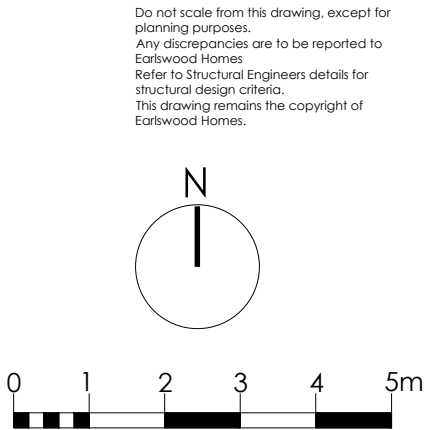 Do not scale from this drawing, except for
planning purposes.
Any discrepancies are to be reported to
Earlswood Homes
Refer to Structural Engineers details for
structural design criteria.
This drawing remains the copyright of
Earlswood Homes.
N
0 1 2 3 4 5m